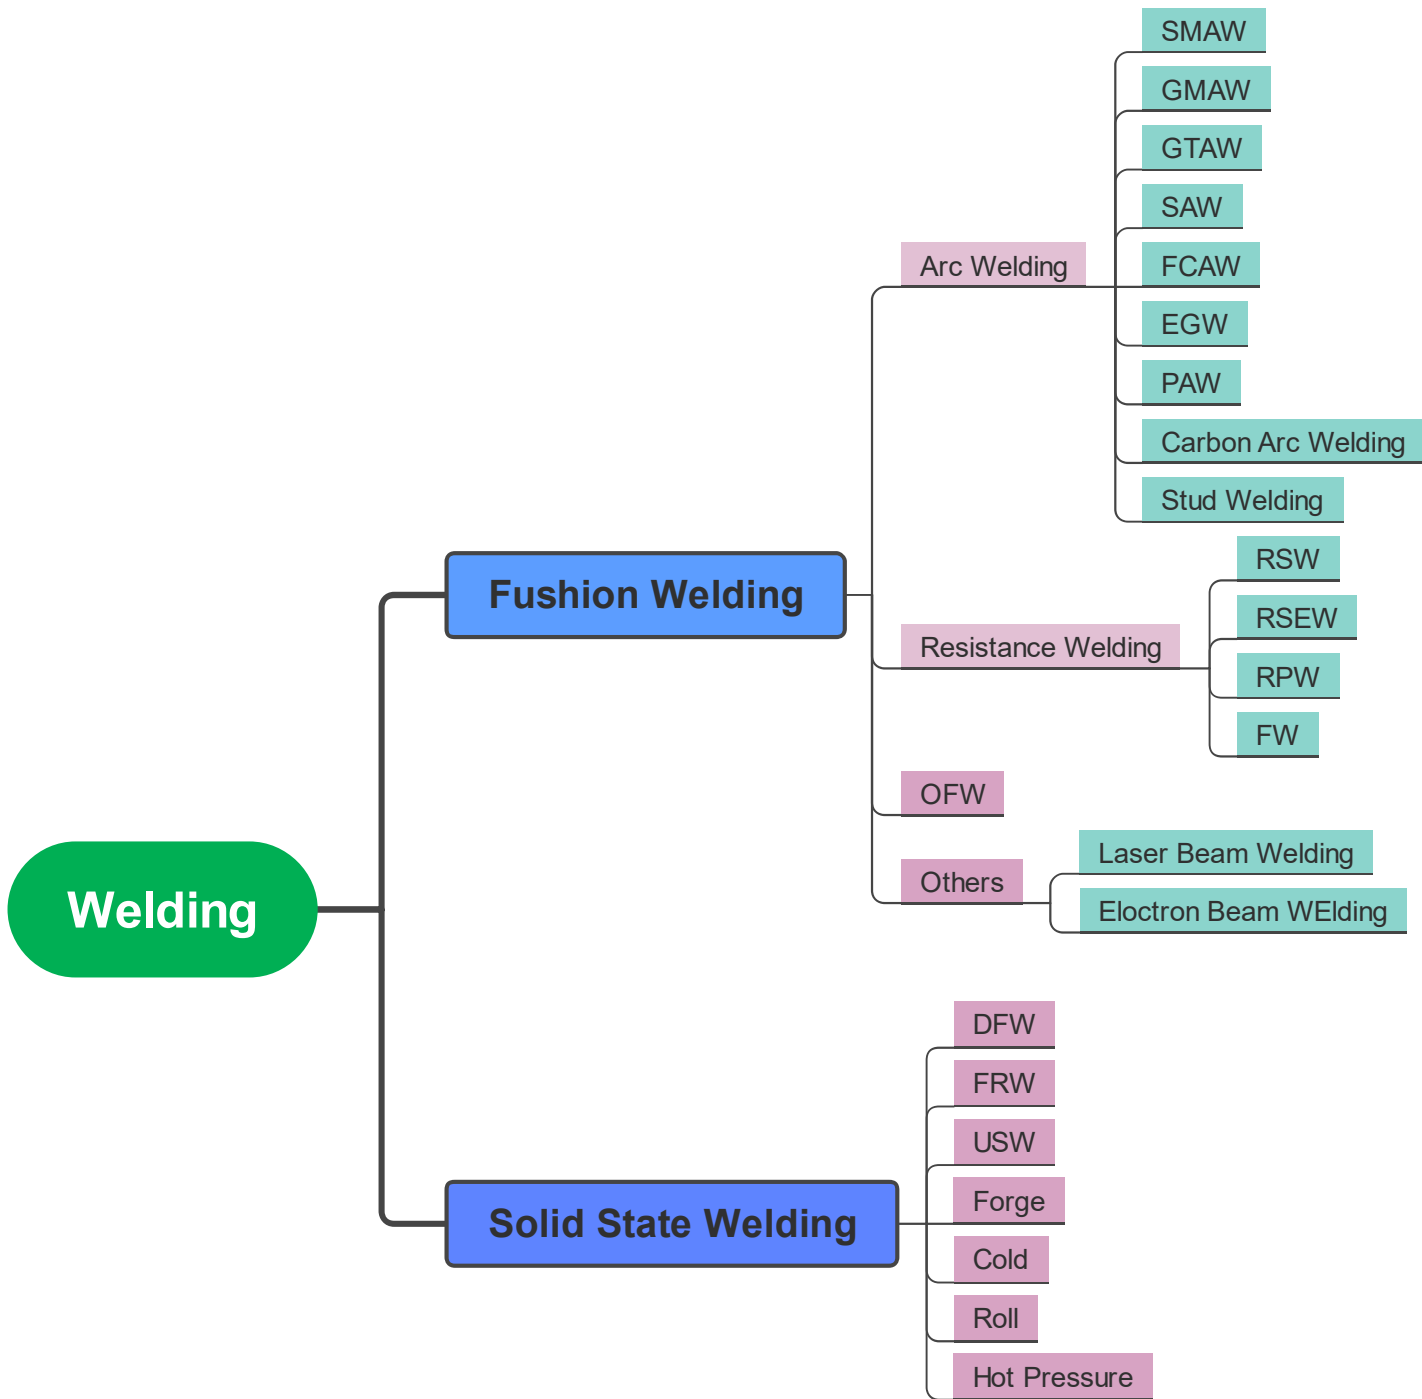 SMAW
GMAW
GTAW
SAW
Arc Welding
FCAW
EGW
PAW
Carbon Arc Welding
Stud Welding
Fushion Welding
RSW
RSEW
Resistance Welding
RPW
FW
OFW
Others
Laser Beam Welding
Eloctron Beam WElding
Welding
DFW
FRW
USW
Solid State Welding
Forge
Cold
Roll
Hot Pressure